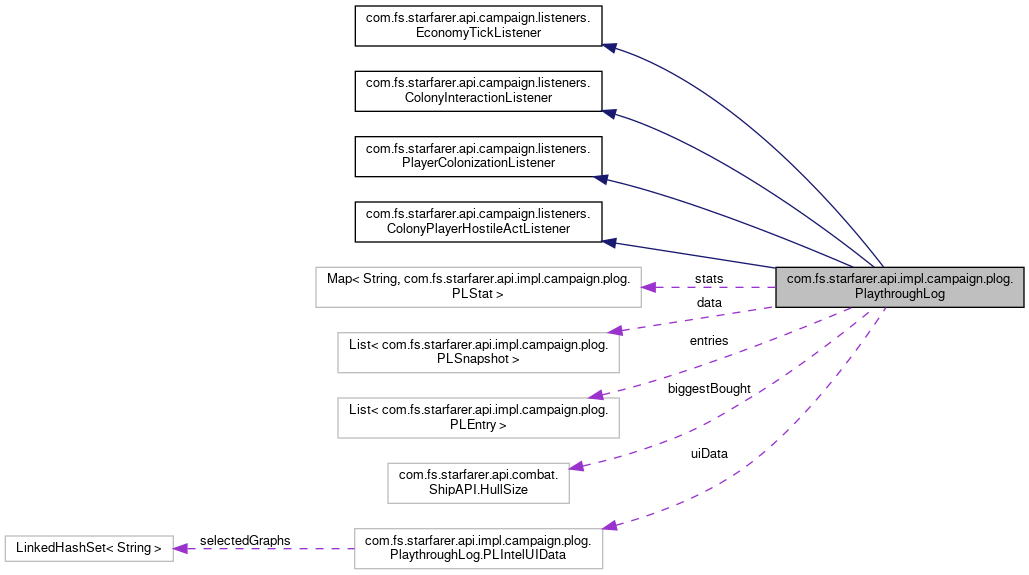 com.fs.starfarer.api.campaign.listeners.
EconomyTickListener
com.fs.starfarer.api.campaign.listeners.
ColonyInteractionListener
com.fs.starfarer.api.campaign.listeners.
PlayerColonizationListener
com.fs.starfarer.api.campaign.listeners.
ColonyPlayerHostileActListener
Map< String, com.fs.starfarer.api.impl.campaign.plog.
PLStat >
stats
com.fs.starfarer.api.impl.campaign.plog.
PlaythroughLog
data
List< com.fs.starfarer.api.impl.campaign.plog.
PLSnapshot >
entries
List< com.fs.starfarer.api.impl.campaign.plog.
PLEntry >
biggestBought
com.fs.starfarer.api.combat.
ShipAPI.HullSize
uiData
com.fs.starfarer.api.impl.campaign.plog.
PlaythroughLog.PLIntelUIData
selectedGraphs
LinkedHashSet< String >